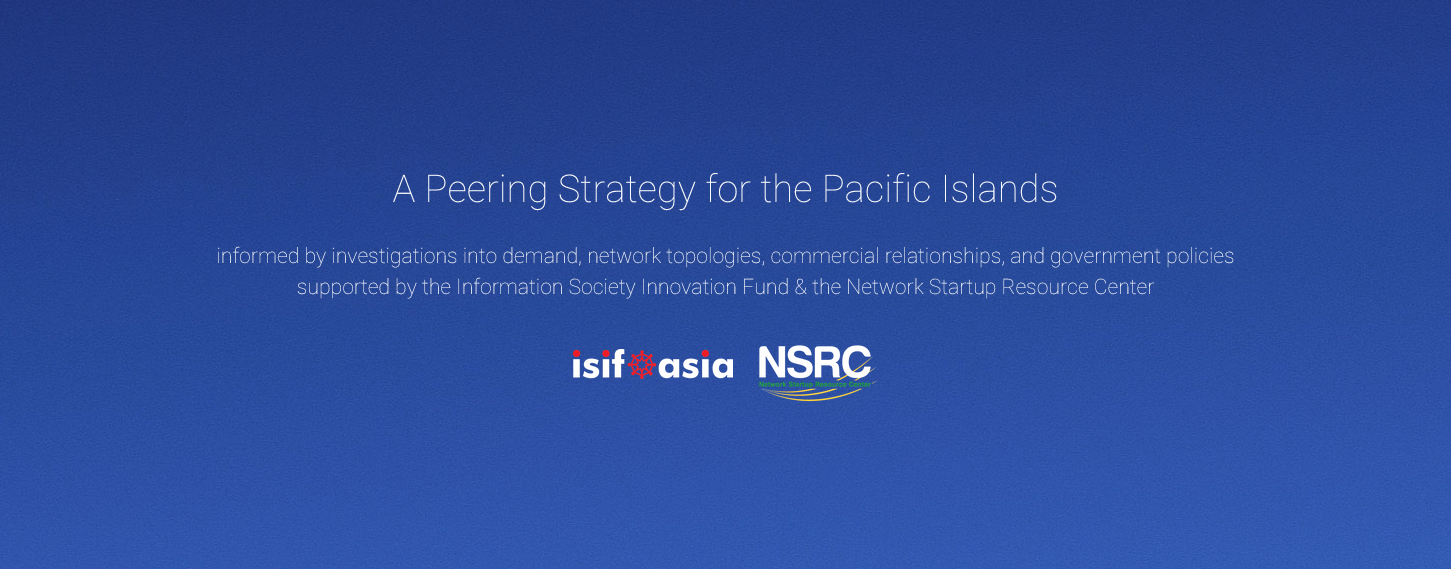 A Peering Strategy for the Pacific Islands
informed by investigations into demand, network topologies, commercial relationships, and government policies
supported by the Information Society Innovation Fund & the Network Startup Resource Center
isif asia NSRC
Network Startup Resource Center